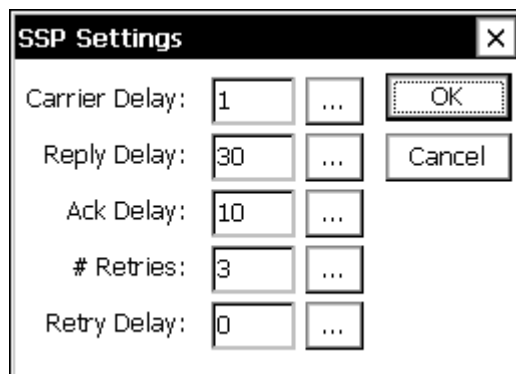 SSP Settings
Carrier Delay: 1 ... OK
Reply Delay: 30 ... Cancel
Ack Delay: 10 ...
# Retries: 3 ...
Retry Delay: 0 ...